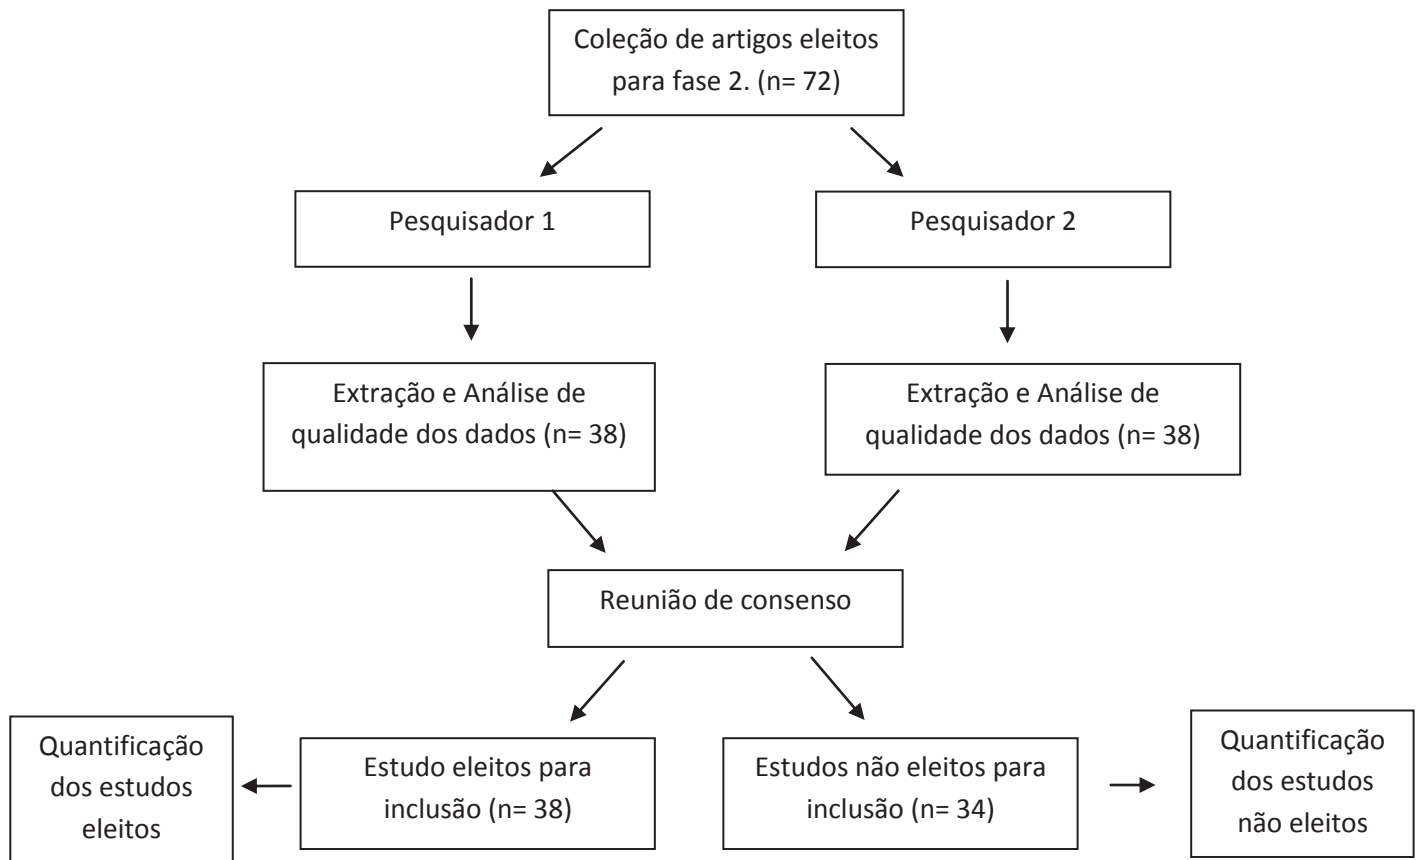 Coleção de artigos eleitos
para fase 2. (n= 72)
Pesquisador 1
Pesquisador 2
Extração e Análise de
qualidade dos dados (n= 38)
Extração e Análise de
qualidade dos dados (n= 38)
Reunião de consenso
Quantificação
dos estudos
eleitos
Estudo eleitos para
inclusão (n= 38)
Estudos não eleitos para
inclusão (n= 34)
Quantificação
dos estudos
não eleitos